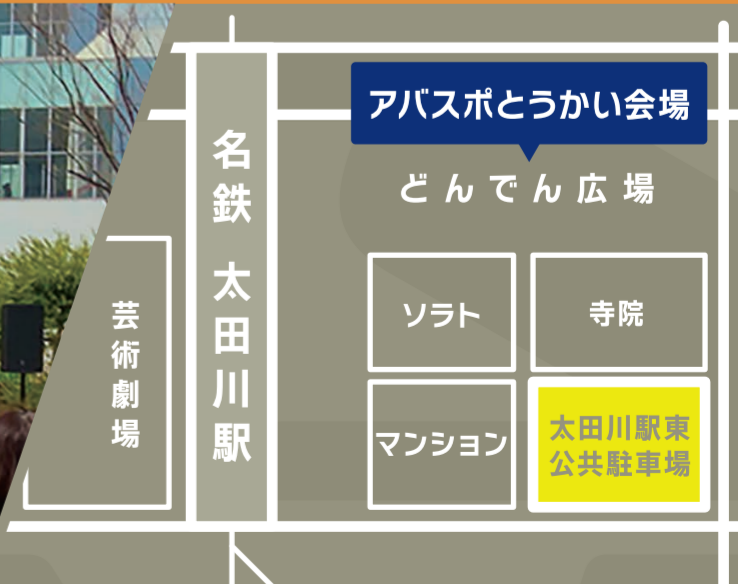 アバスポとうかい会場
どんでん広場
名鉄 太田川駅
芸術劇場
ソラト
寺院
マンション
太田川駅東
公共駐車場